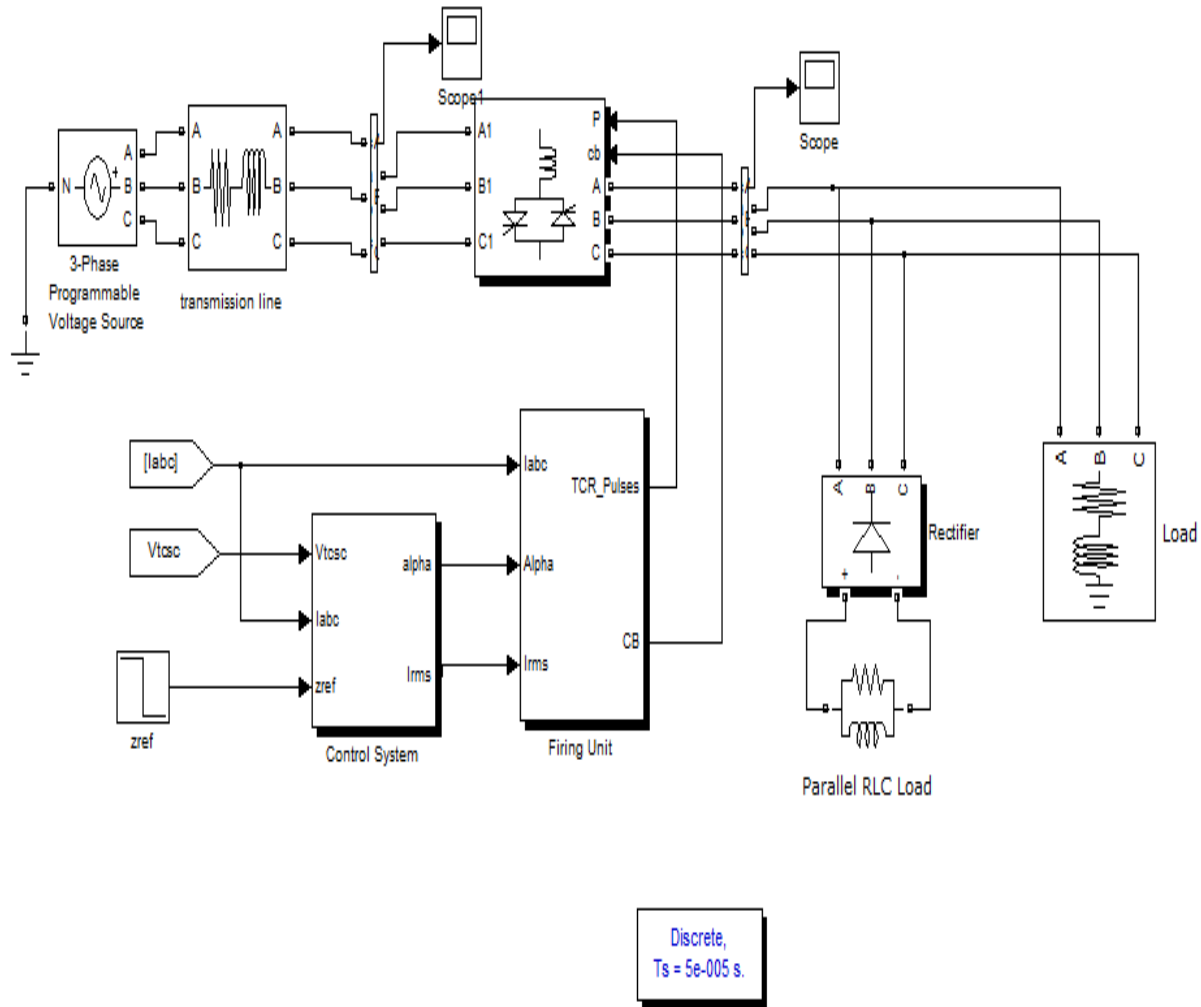 Scope1
Scope
N
A
B
C
+
3-Phase
Programmable
Voltage Source
A
B
C
A
B
C
transmission line
A1
B1
C1
P
cb
A
B
C
[Iabc]
Vtcsc
zref
Vtcsc
Iabc
zref
alpha
Irms
Control System
Iabc
Alpha
Irms
TCR_Pulses
CB
Firing Unit
A
B
C
+
-
Rectifier
A
B
C
Load
Parallel RLC Load
Discrete,
Ts = 5e-005 s.